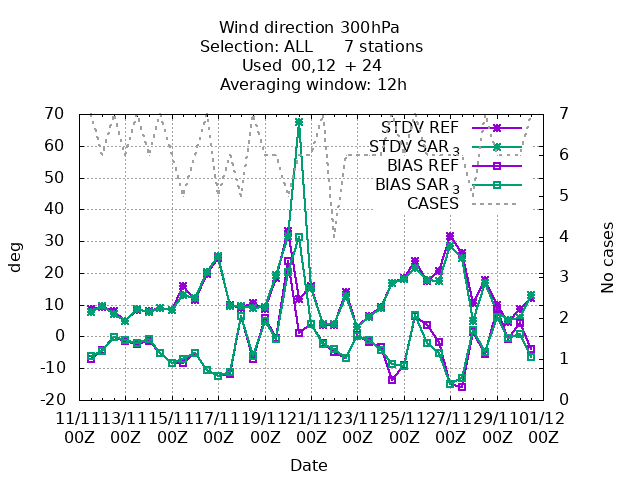 Wind direction 300hPa
Selection: ALL 7 stations
Used 00,12 + 24
Averaging window: 12h
70 7
STDV REF
60
STDV SAR 3
50 6
BIAS REF
BIAS SAR 3
40 5
CASES
30 4
20 3
10 2
0
-10 1
-20 0
deg
No cases
11/11 13/11 15/11 17/11 19/11 21/11 23/11 25/11 27/11 29/11 01/12
00Z 00Z 00Z 00Z 00Z 00Z 00Z 00Z 00Z 00Z 00Z
Date